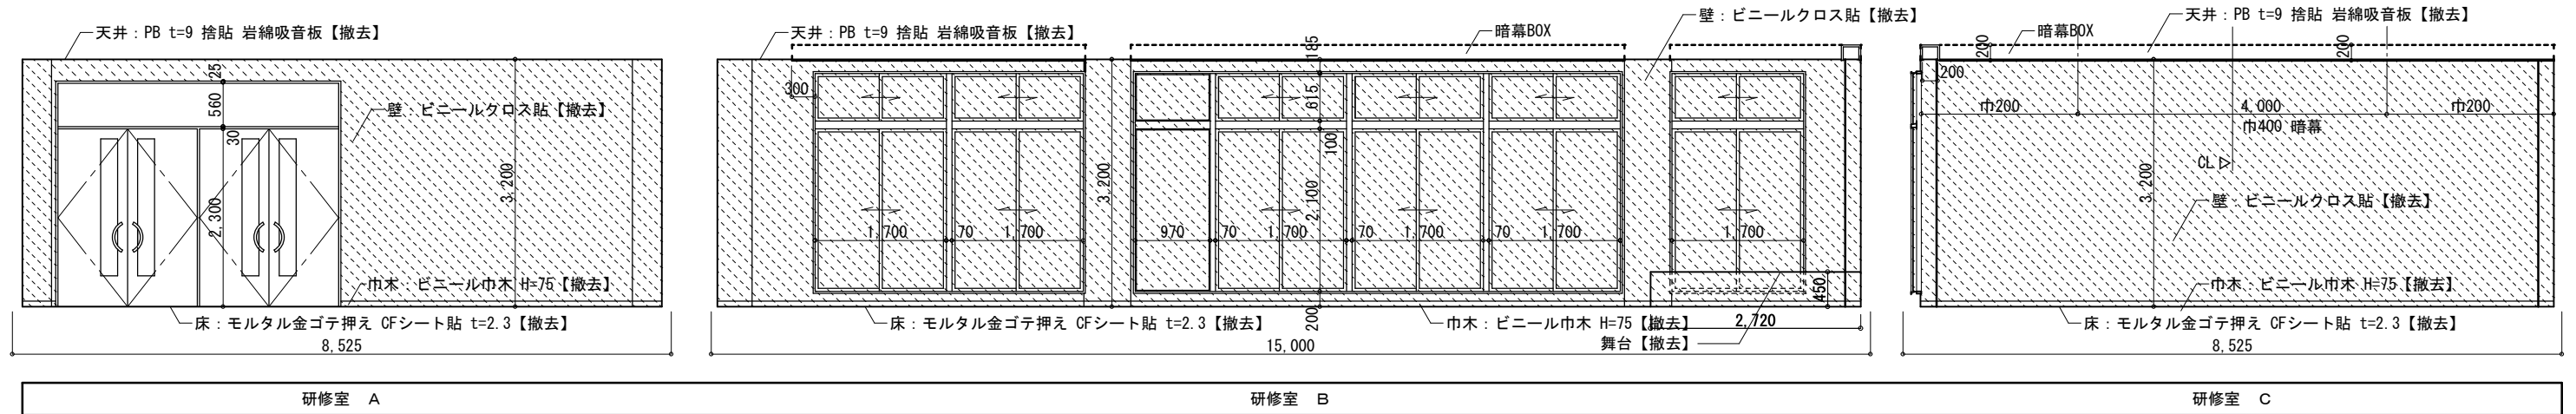 天井：PB t=9 捨貼 岩綿吸音板【撤去】
25
560
30
2,300
3,200
壁：ビニールクロス貼【撤去】
巾木：ビニール巾木 H=75【撤去】
床：モルタル金ゴテ押え CFシート貼 t=2.3【撤去】
8,525
研修室 A
天井：PB t=9 捨貼 岩綿吸音板【撤去】
暗幕BOX
壁：ビニールクロス貼【撤去】
185
300
615
100
3,200
2,100
1,700
70
1,700
970
70
1,700
70
1,700
70
1,700
1,700
450
200
床：モルタル金ゴテ押え CFシート貼 t=2.3【撤去】
巾木：ビニール巾木 H=75【撤去】
2,720
舞台【撤去】
15,000
研修室 B
天井：PB t=9 捨貼 岩綿吸音板【撤去】
暗幕BOX
200
200
200
巾200
4,000
巾200
巾400 暗幕
CL
3,200
壁：ビニールクロス貼【撤去】
巾木：ビニール巾木 H=75【撤去】
床：モルタル金ゴテ押え CFシート貼 t=2.3【撤去】
8,525
研修室 C